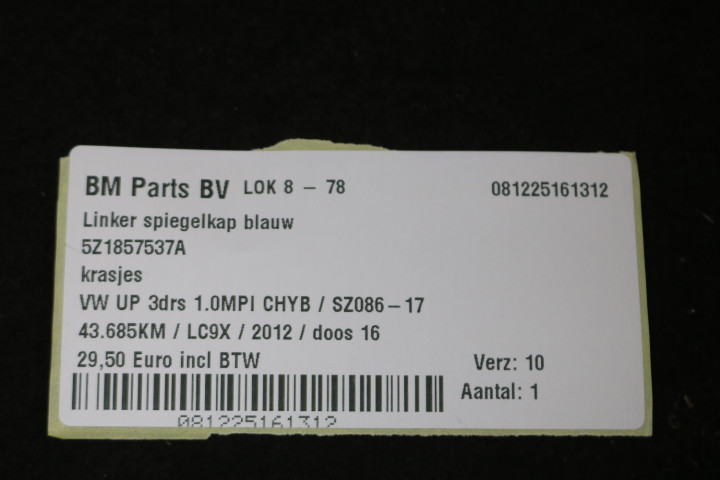 BM Parts BV LOK 8 - 78 081225161312
Linker spiegelkap blauw
5Z1857537A
krasjes
VW UP 3drs 1.0MPI CHYB / SZ086-17
43.685KM / LC9X / 2012 / doos 16
29,50 Euro incl BTW Verz: 10
Aantal: 1
081225161312